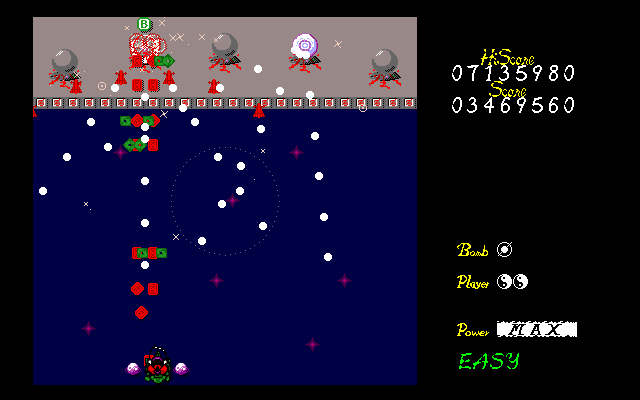 B
HiScore
07135980
Score
03469560
Bomb
Player
Power MAX
EASY